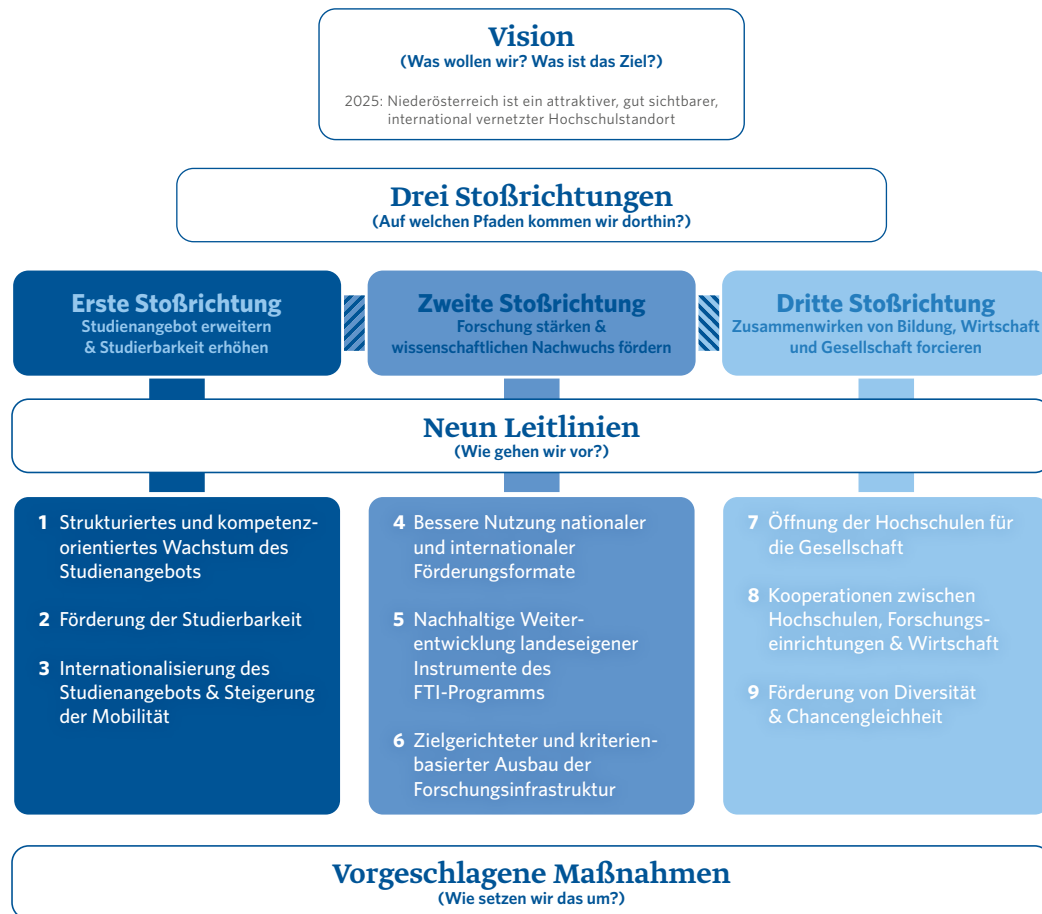 Vision
(Was wollen wir? Was ist das Ziel?)
2025: Niederösterreich ist ein attraktiver, gut sichtbarer,
international vernetzter Hochschulstandort
Drei Stoßrichtungen
(Auf welchen Pfaden kommen wir dorthin?)
Erste Stoßrichtung
Studienangebot erweitern
& Studierbarkeit erhöhen
Zweite Stoßrichtung
Forschung stärken &
wissenschaftlichen Nachwuchs fördern
Dritte Stoßrichtung
Zusammenwirken von Bildung, Wirtschaft
und Gesellschaft forcieren
Neun Leitlinien
(Wie gehen wir vor?)
1 Strukturiertes und kompetenz-
orientiertes Wachstum des
Studienangebots
2 Förderung der Studierbarkeit
3 Internationalisierung des
Studienangebots & Steigerung
der Mobilität
4 Bessere Nutzung nationaler
und internationaler
Förderungsformate
5 Nachhaltige Weiter-
entwicklung landeseigener
Instrumente des
FTI-Programms
6 Zielgerichteter und kriterien-
basierter Ausbau der
Forschungsinfrastruktur
7 Öffnung der Hochschulen für
die Gesellschaft
8 Kooperationen zwischen
Hochschulen, Forschungs-
einrichtungen & Wirtschaft
9 Förderung von Diversität
& Chancengleichheit
Vorgeschlagene Maßnahmen
(Wie setzen wir das um?)